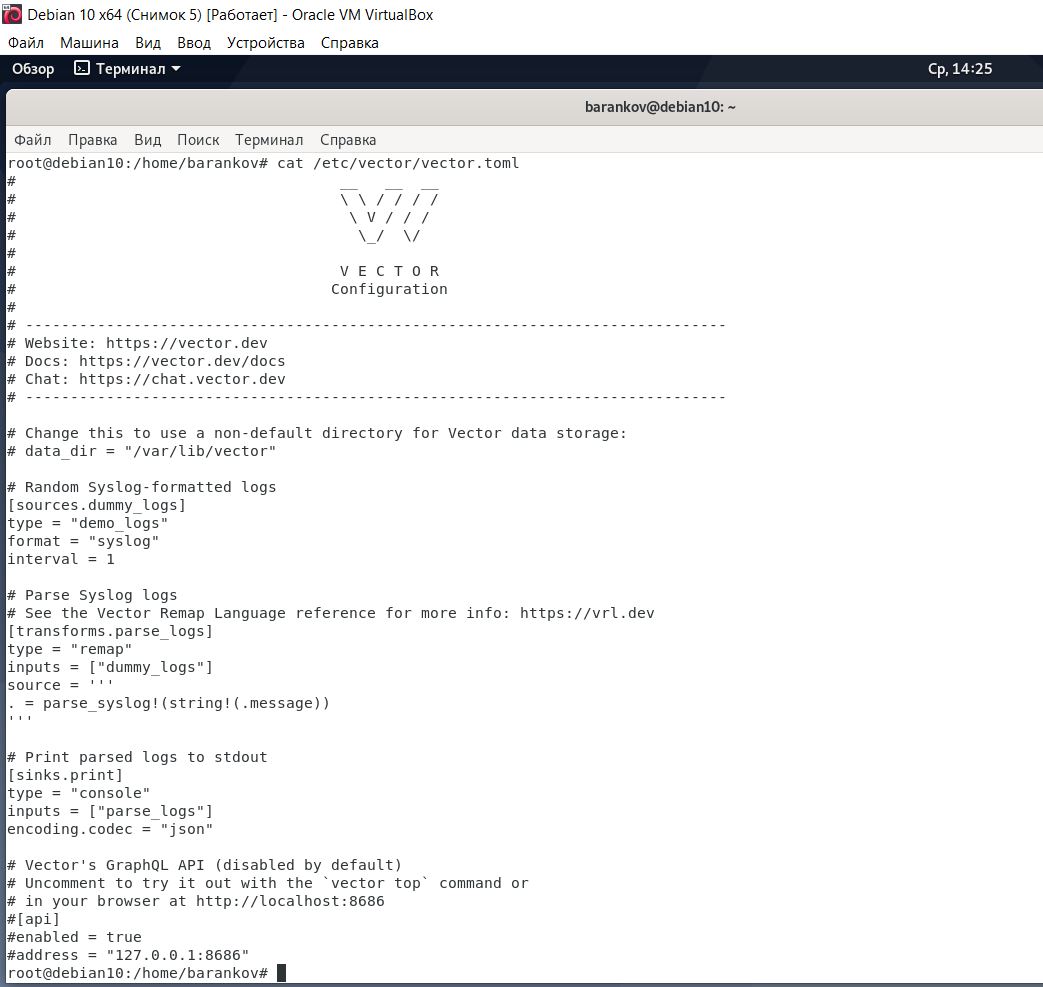 Debian 10 x64 (Снимок 5) [Работает] - Oracle VM VirtualBox
Файл Машина Вид Ввод Устройства Справка
Обзор Терминал Ср, 14:25
barankov@debian10: ~
Файл Правка Вид Поиск Терминал Справка
root@debian10:/home/barankov# cat /etc/vector/vector.toml
#                                    __   __  __
#                                    \ \ / / / /
#                                     \ V / / /
#                                      \_/  \/
#
#                                    V E C T O R
#                                   Configuration
#
# ------------------------------------------------------------------------------
# Website: https://vector.dev
# Docs: https://vector.dev/docs
# Chat: https://chat.vector.dev
# ------------------------------------------------------------------------------
# Change this to use a non-default directory for Vector data storage:
# data_dir = "/var/lib/vector"
# Random Syslog-formatted logs
[sources.dummy_logs]
type = "demo_logs"
format = "syslog"
interval = 1
# Parse Syslog logs
# See the Vector Remap Language reference for more info: https://vrl.dev
[transforms.parse_logs]
type = "remap"
inputs = ["dummy_logs"]
source = '''
. = parse_syslog!(string!(.message))
'''
# Print parsed logs to stdout
[sinks.print]
type = "console"
inputs = ["parse_logs"]
encoding.codec = "json"
# Vector's GraphQL API (disabled by default)
# Uncomment to try it out with the `vector top` command or
# in your browser at http://localhost:8686
#[api]
#enabled = true
#address = "127.0.0.1:8686"
root@debian10:/home/barankov#